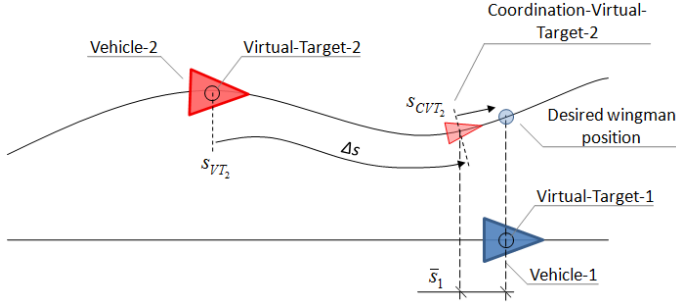 Coordination-Virtual-
Target-2
Vehicle-2
Virtual-Target-2
s_{CVT_2}
Desired wingman
position
s_{VT_2}
Δs
Virtual-Target-1
s̅_1
Vehicle-1